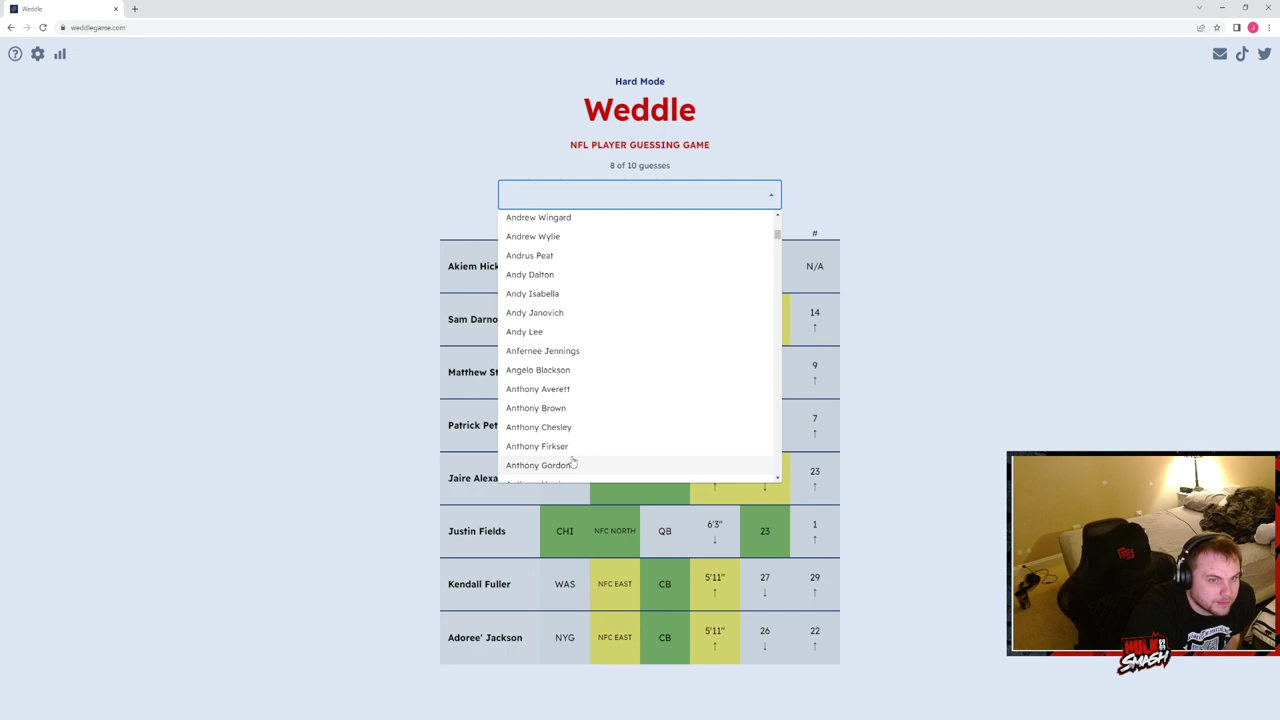 Weddle
weddlegame.com
J
Hard Mode
Weddle
NFL PLAYER GUESSING GAME
8 of 10 guesses
Andrew Wingard
Andrew Wylie
Andrus Peat
Andy Dalton
Andy Isabella
Andy Janovich
Andy Lee
Anfernee Jennings
Angelo Blackson
Anthony Averett
Anthony Brown
Anthony Chesley
Anthony Firkser
Anthony Gordon
#
Akiem Hick N/A
Sam Darno 14 ↑
Matthew St 9 ↑
Patrick Pet 7 ↑
Jaire Alexa ↑ ↓ 23 ↑
Justin Fields CHI NFC NORTH QB 6'3" ↓ 23 1 ↑
Kendall Fuller WAS NFC EAST CB 5'11" ↑ 27 ↓ 29 ↑
Adoree' Jackson NYG NFC EAST CB 5'11" ↑ 26 ↓ 22 ↑
HULK
SMASH